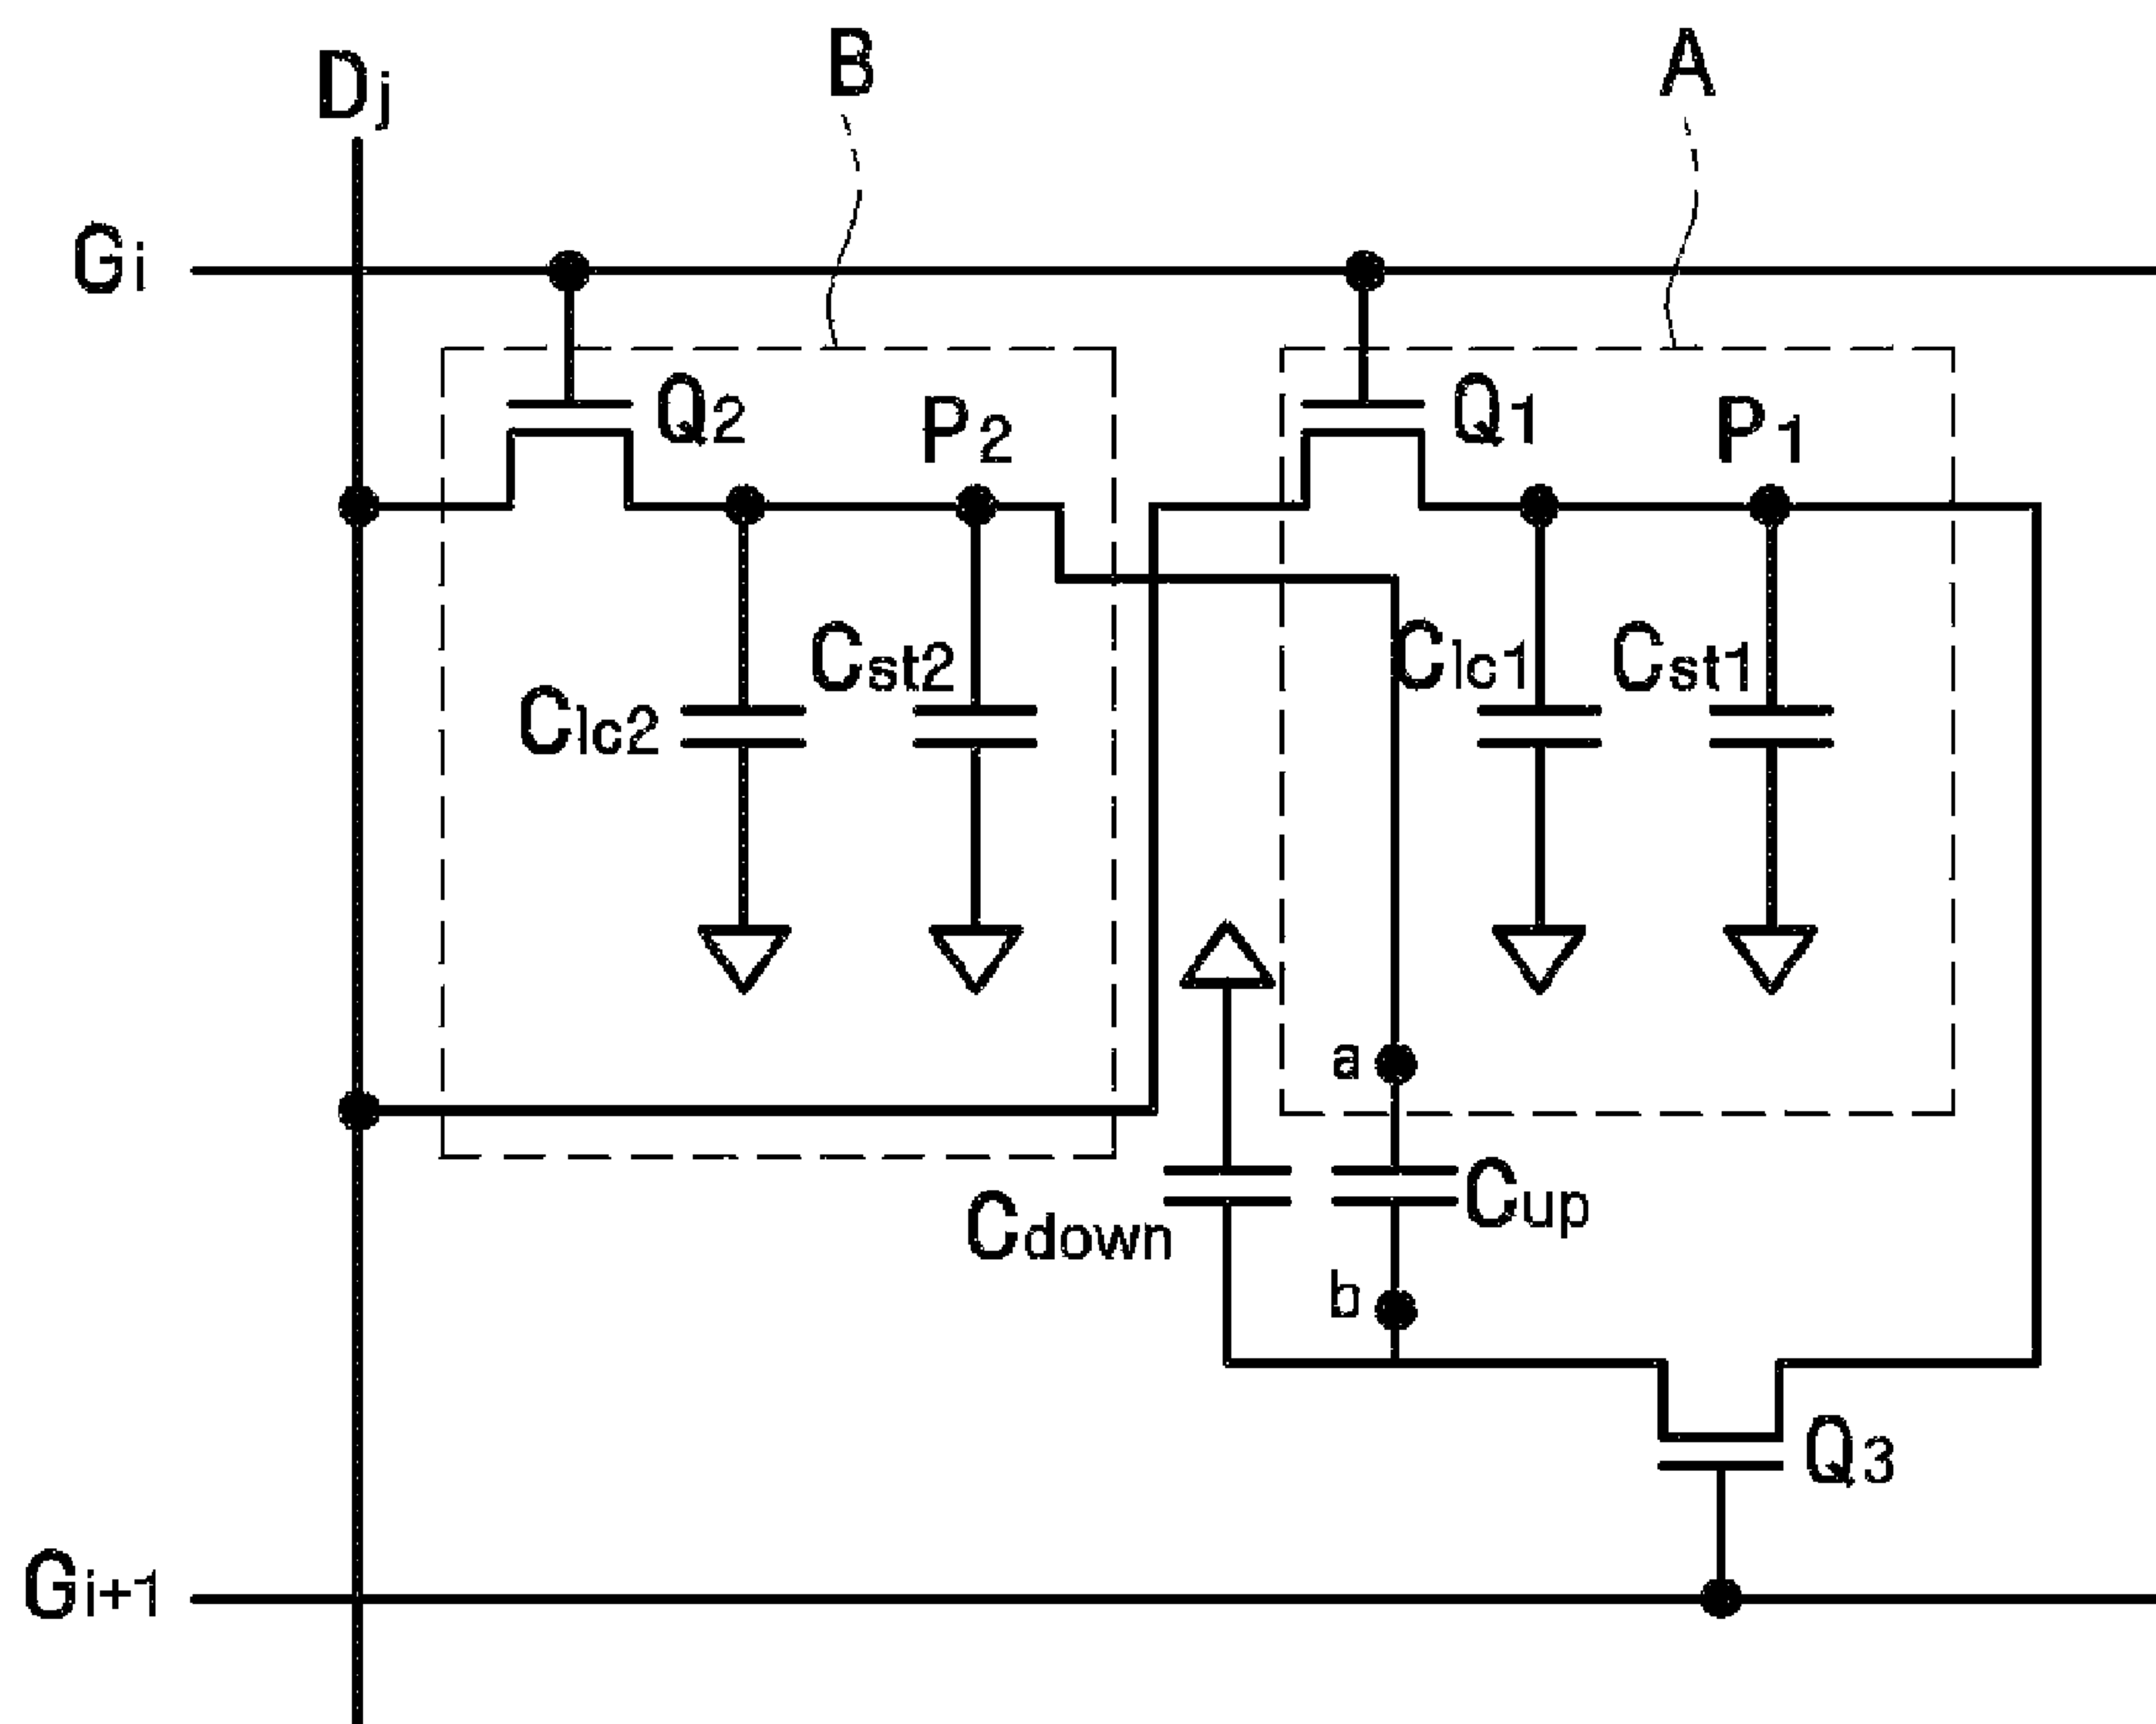 B A
Dj
Gi
Q2 P2 Q1 P1
Cst2 Clc1 Cst1
Clc2
a
Cdown Cup
b
Q3
Gi+1